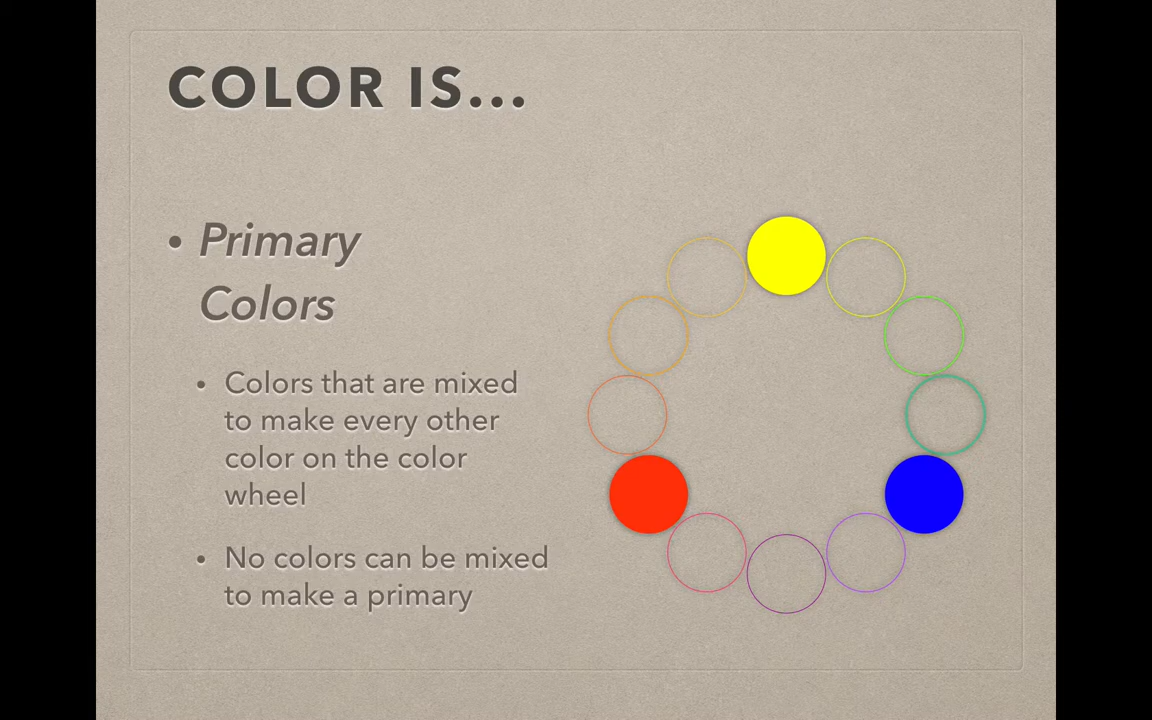 COLOR IS...
• Primary
Colors
• Colors that are mixed
to make every other
color on the color
wheel
• No colors can be mixed
to make a primary